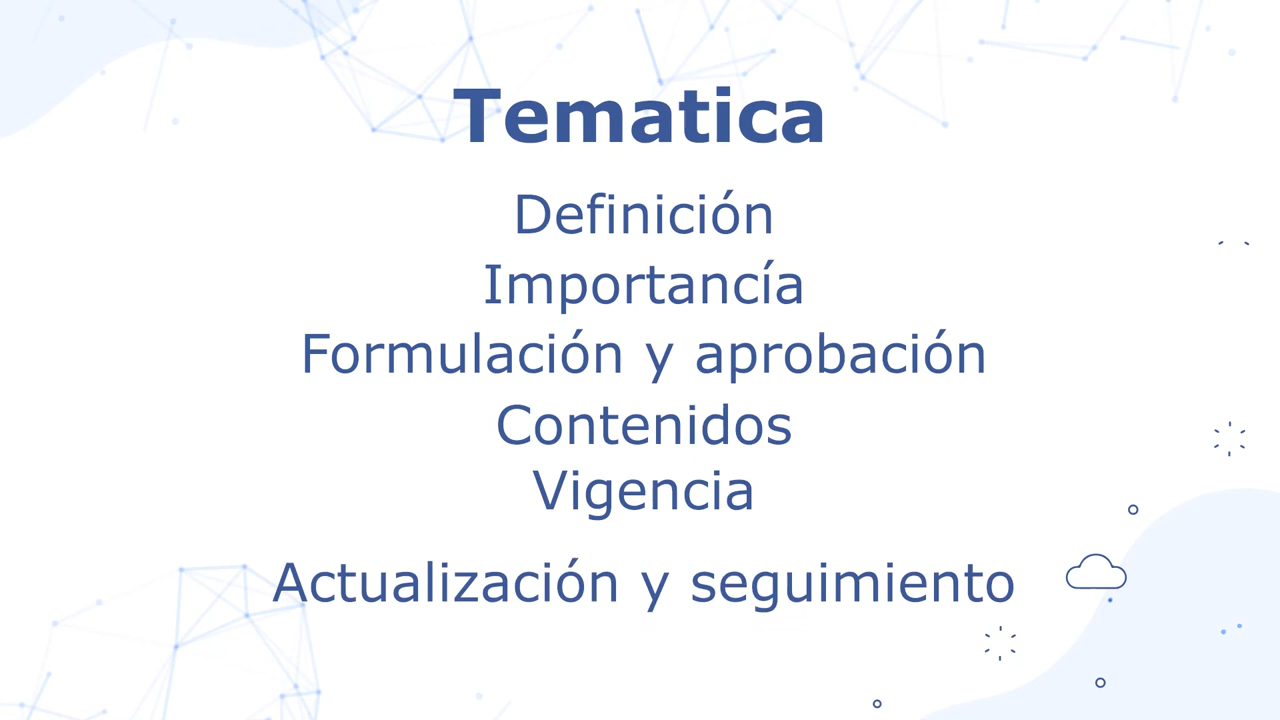 Tematica
Definición
Importancía
Formulación y aprobación
Contenidos
Vigencia
Actualización y seguimiento